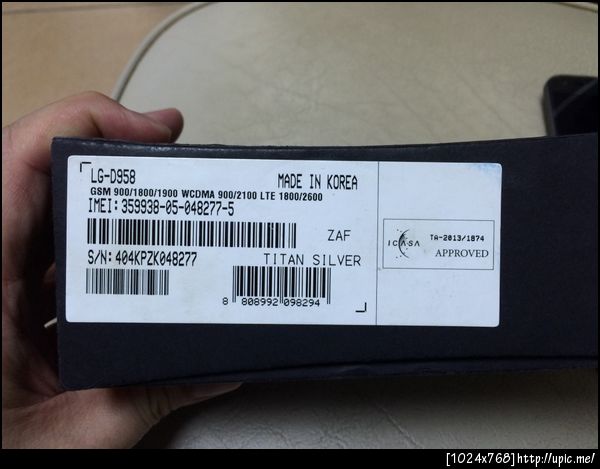 LG-D958
MADE IN KOREA
GSM 900/1800/1900 WCDMA 900/2100 LTE 1800/2600
IMEI: 359938-05-048277-5
ZAF
S/N: 404KPZK048277
TITAN SILVER
8 808992 098294
ICASA
TA-2013/1874
APPROVED
[1024x768]http://upic.me/